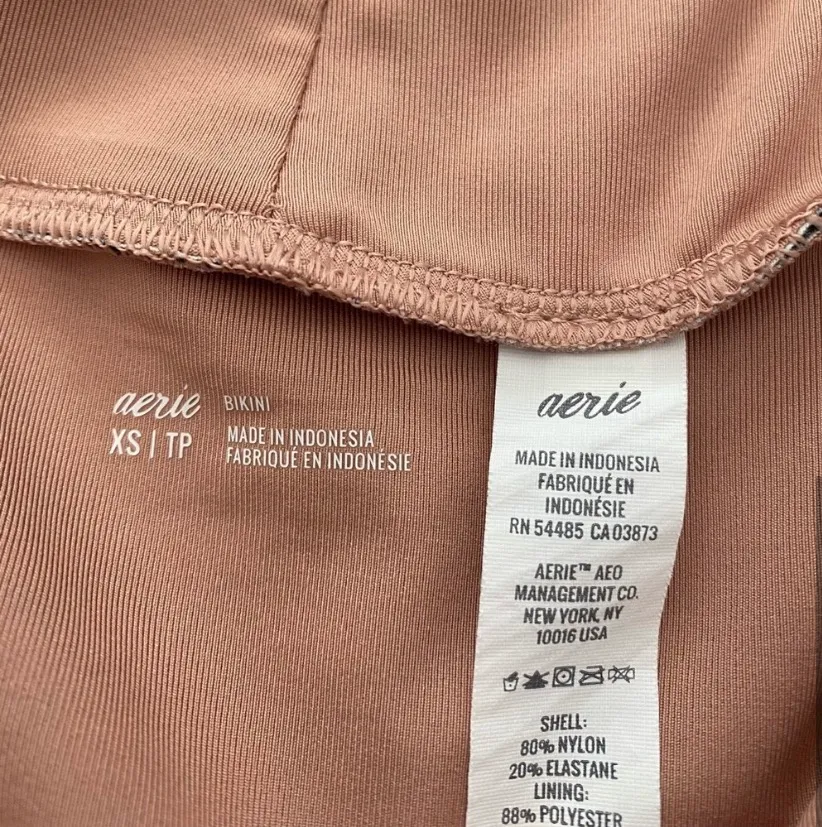 aerie BIKINI
XS | TP
MADE IN INDONESIA
FABRIQUÉ EN INDONÉSIE
aerie
MADE IN INDONESIA
FABRIQUÉ EN
INDONÉSIE
RN 54485 CA 03873
AERIE™ AEO
MANAGEMENT CO.
NEW YORK, NY
10016 USA
SHELL:
80% NYLON
20% ELASTANE
LINING:
88% POLYESTER